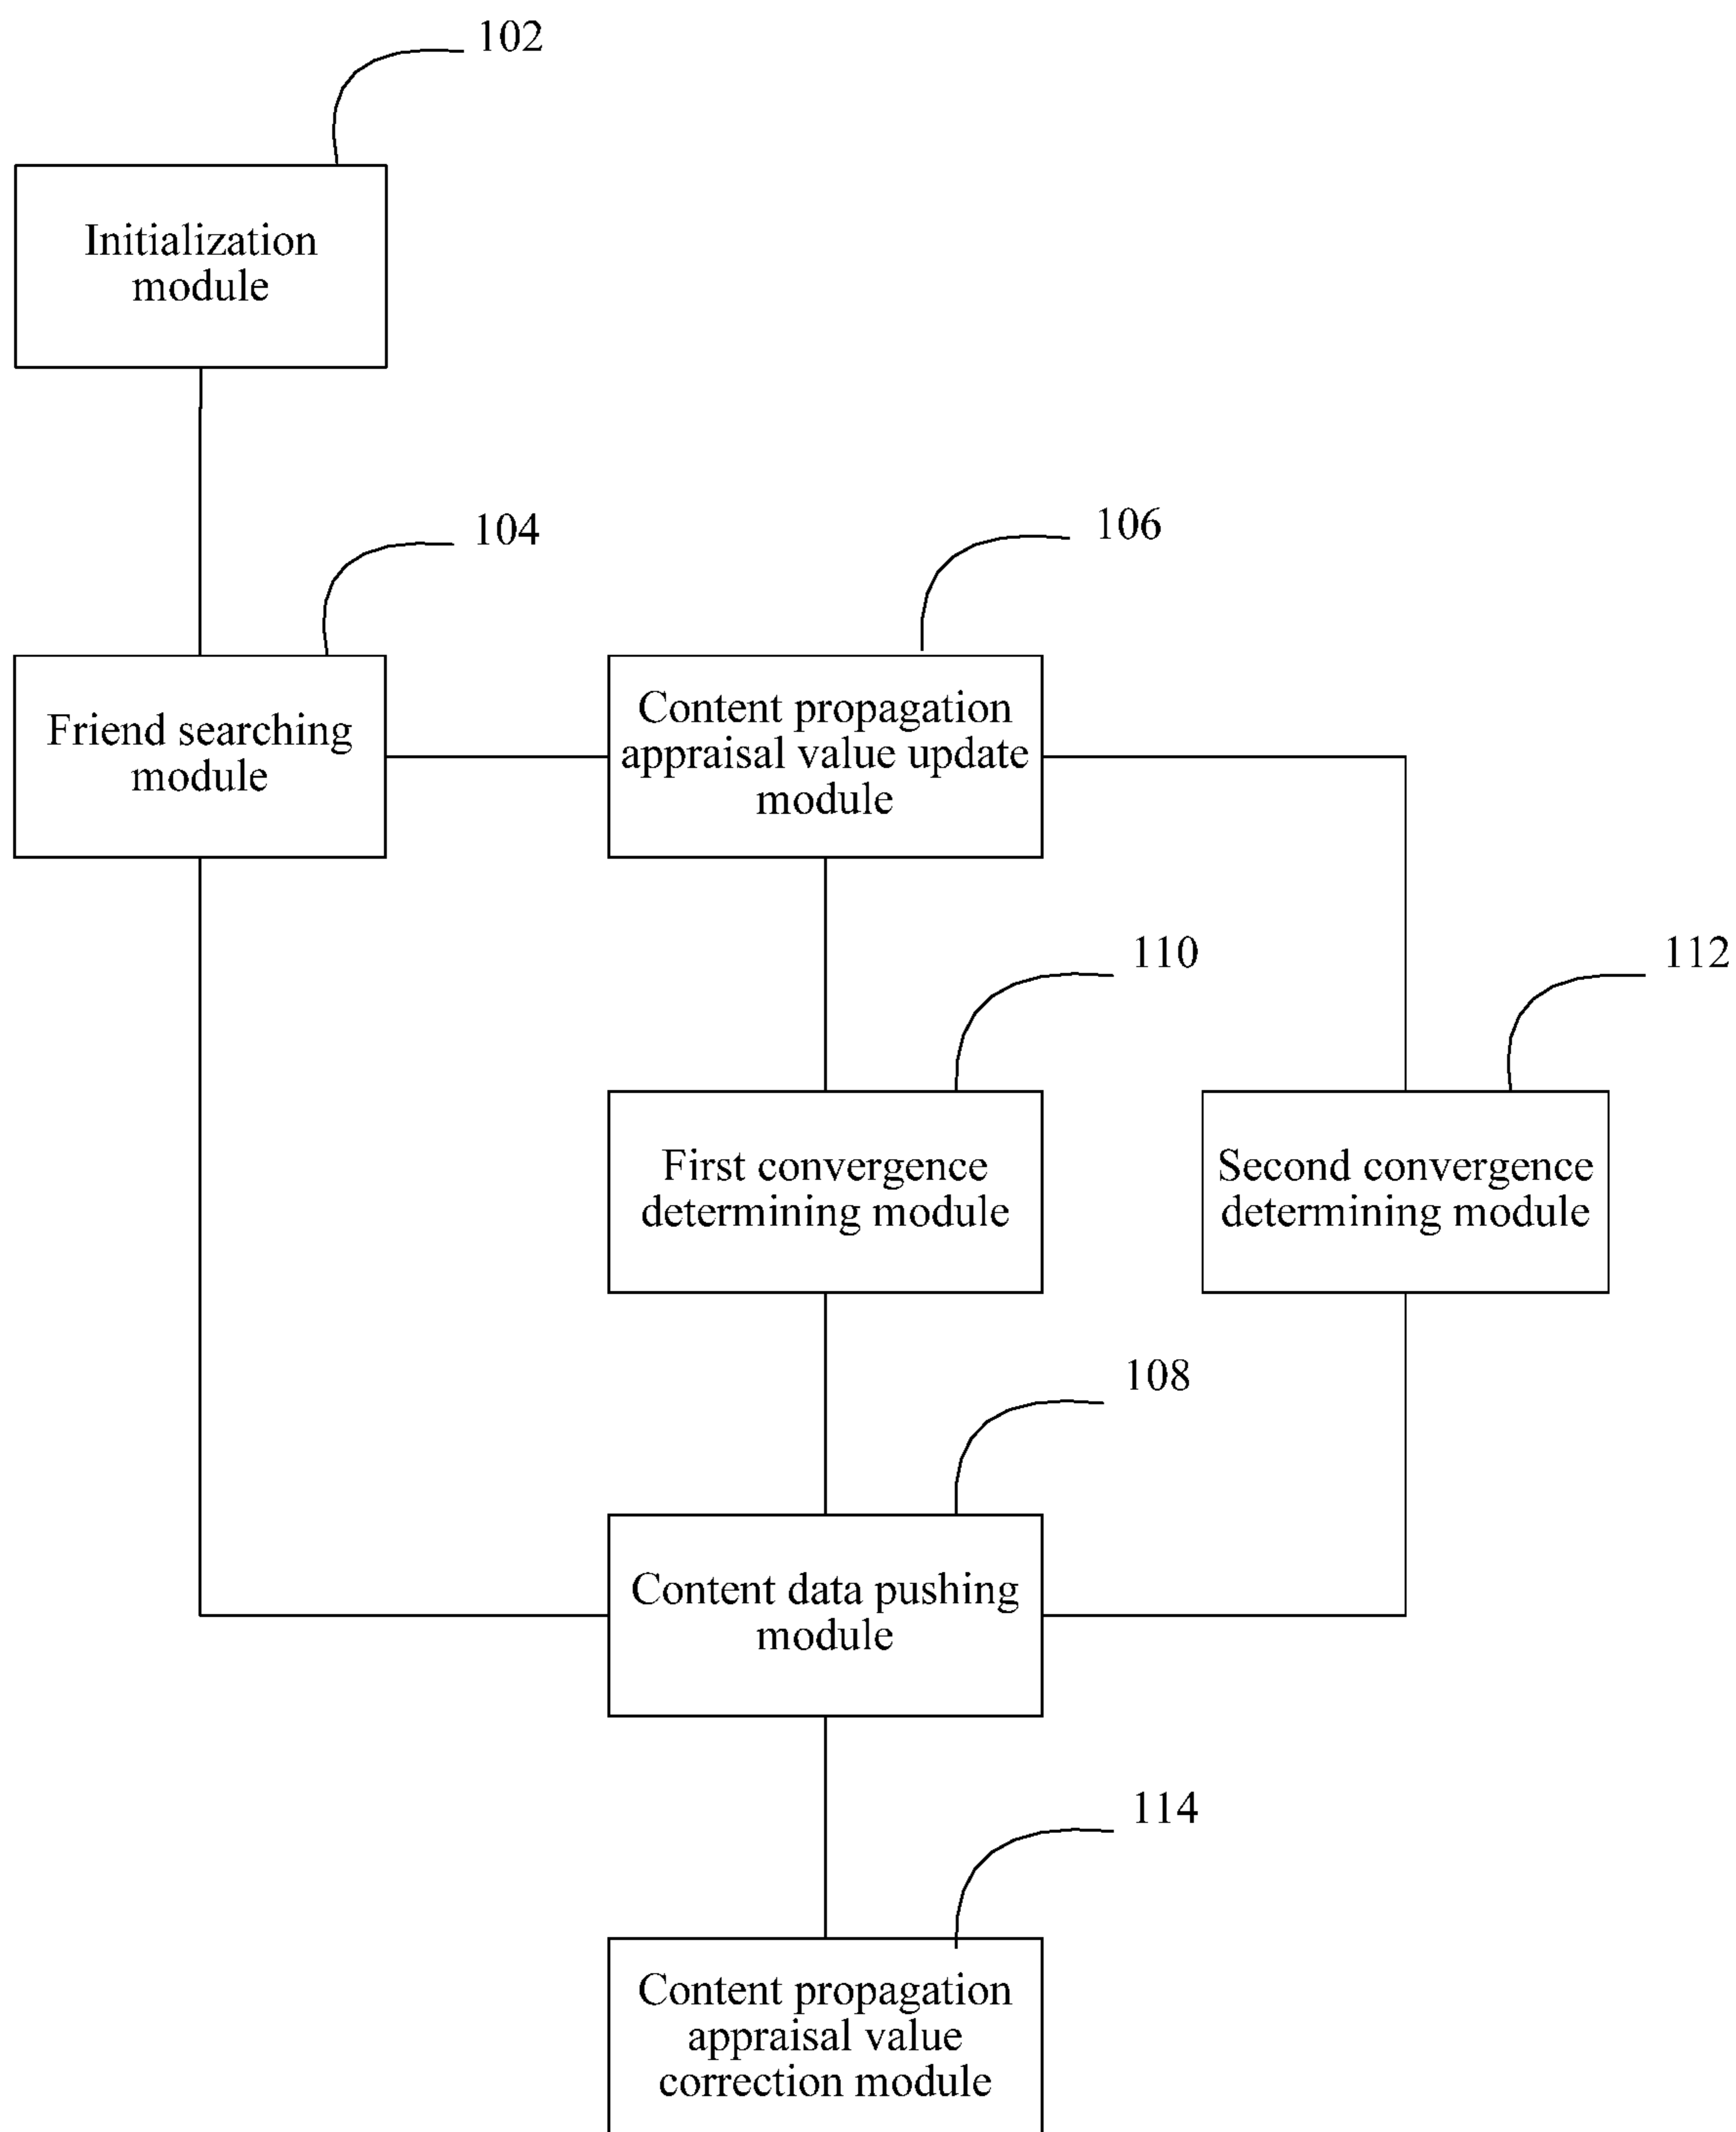 102
Initialization
module
104
106
Friend searching
module
Content propagation
appraisal value update
module
110
112
First convergence
determining module
Second convergence
determining module
108
Content data pushing
module
114
Content propagation
appraisal value
correction module